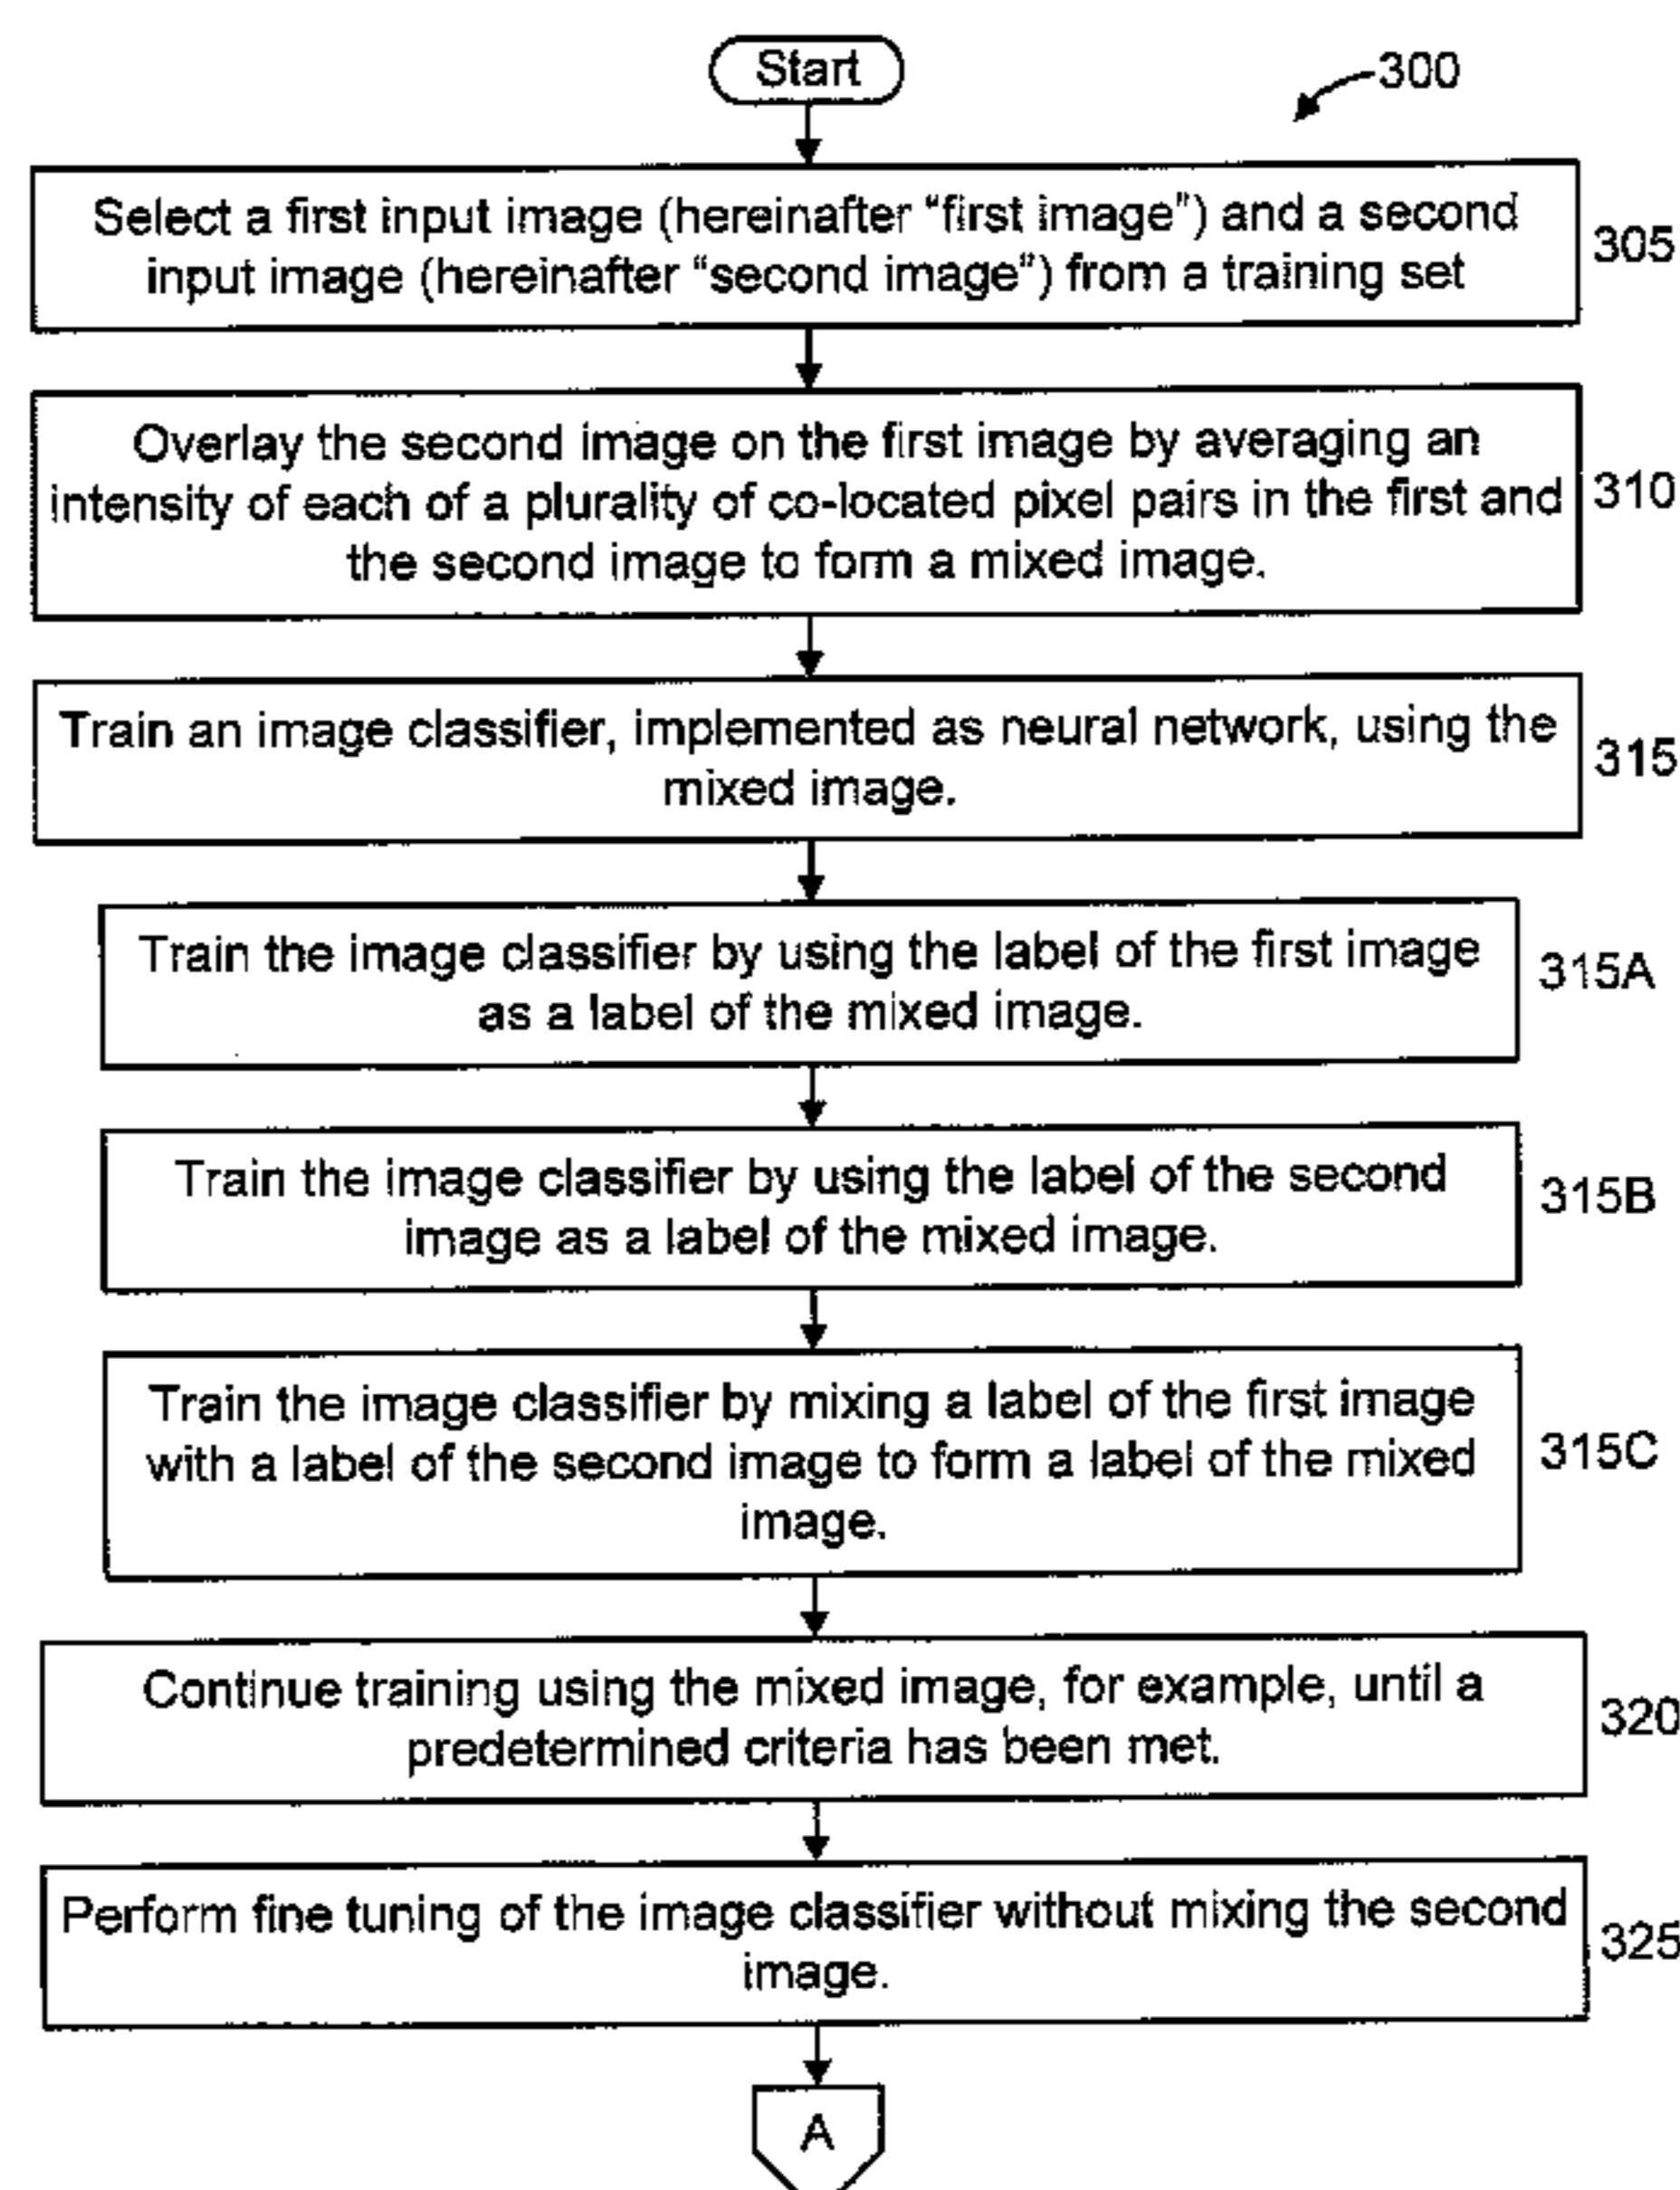 Start
300
Select a first input image (hereinafter “first image”) and a second
input image (hereinafter “second image”) from a training set
305
Overlay the second image on the first image by averaging an
intensity of each of a plurality of co-located pixel pairs in the first and
the second image to form a mixed image.
310
Train an image classifier, implemented as neural network, using the
mixed image.
315
Train the image classifier by using the label of the first image
as a label of the mixed image.
315A
Train the image classifier by using the label of the second
image as a label of the mixed image.
315B
Train the image classifier by mixing a label of the first image
with a label of the second image to form a label of the mixed
image.
315C
Continue training using the mixed image, for example, until a
predetermined criteria has been met.
320
Perform fine tuning of the image classifier without mixing the second
image.
325
A